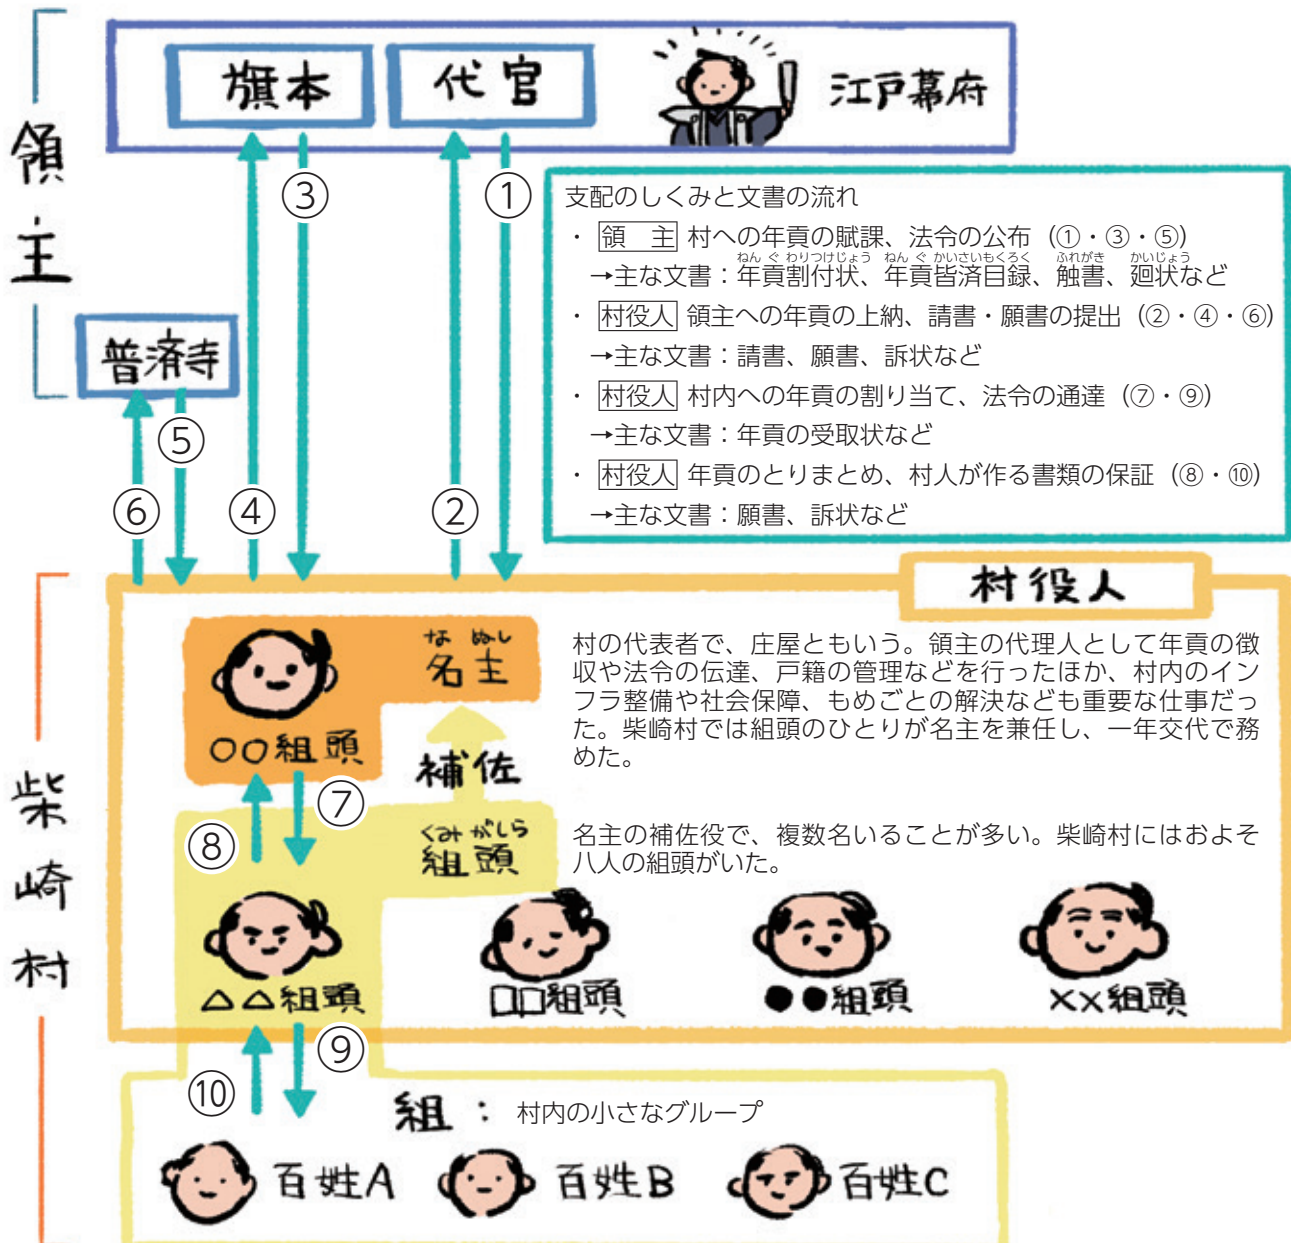 領主
旗本
代官
江戸幕府
③
①
支配のしくみと文書の流れ
・領　主 村への年貢の賦課、法令の公布（①・③・⑤）
→主な文書：年貢割付状、年貢皆済目録、触書、廻状など
ねんぐわりつけじょう ねんぐかいさいもくろく ふれがき かいじょう
・村役人 領主への年貢の上納、請書・願書の提出（②・④・⑥）
→主な文書：請書、願書、訴状など
・村役人 村内への年貢の割り当て、法令の通達（⑦・⑨）
→主な文書：年貢の受取状など
・村役人 年貢のとりまとめ、村人が作る書類の保証（⑧・⑩）
→主な文書：願書、訴状など
普済寺
⑤
⑥
④
②
柴崎村
村役人
なぬし
名主
○○組頭
村の代表者で、庄屋ともいう。領主の代理人として年貢の徴
収や法令の伝達、戸籍の管理などを行ったほか、村内のイン
フラ整備や社会保障、もめごとの解決なども重要な仕事だっ
た。柴崎村では組頭のひとりが名主を兼任し、一年交代で務
めた。
補佐
⑦
⑧
くみがしら
組頭
名主の補佐役で、複数名いることが多い。柴崎村にはおよそ
八人の組頭がいた。
△△組頭
□□組頭
●●組頭
××組頭
⑨
⑩
組：村内の小さなグループ
百姓A
百姓B
百姓C